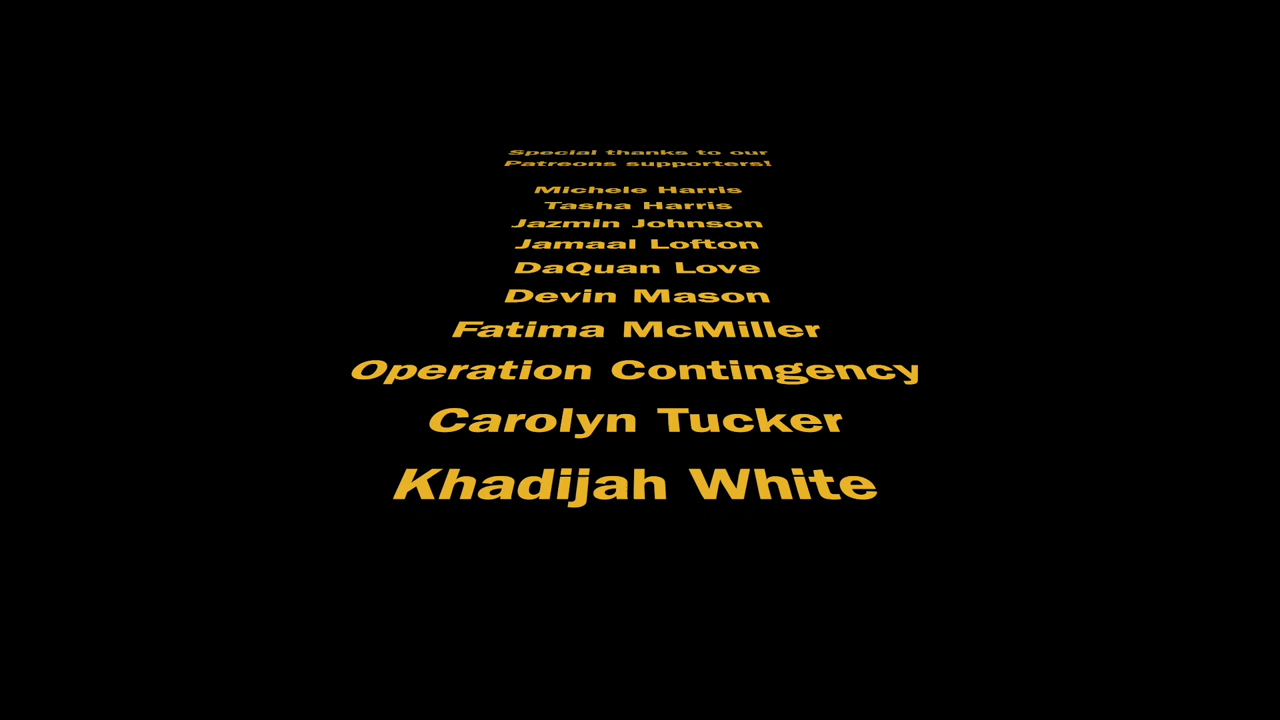 Special thanks to our
Patreons supporters!
Michele Harris
Tasha Harris
Jazmin Johnson
Jamaal Lofton
DaQuan Love
Devin Mason
Fatima McMiller
Operation Contingency
Carolyn Tucker
Khadijah White